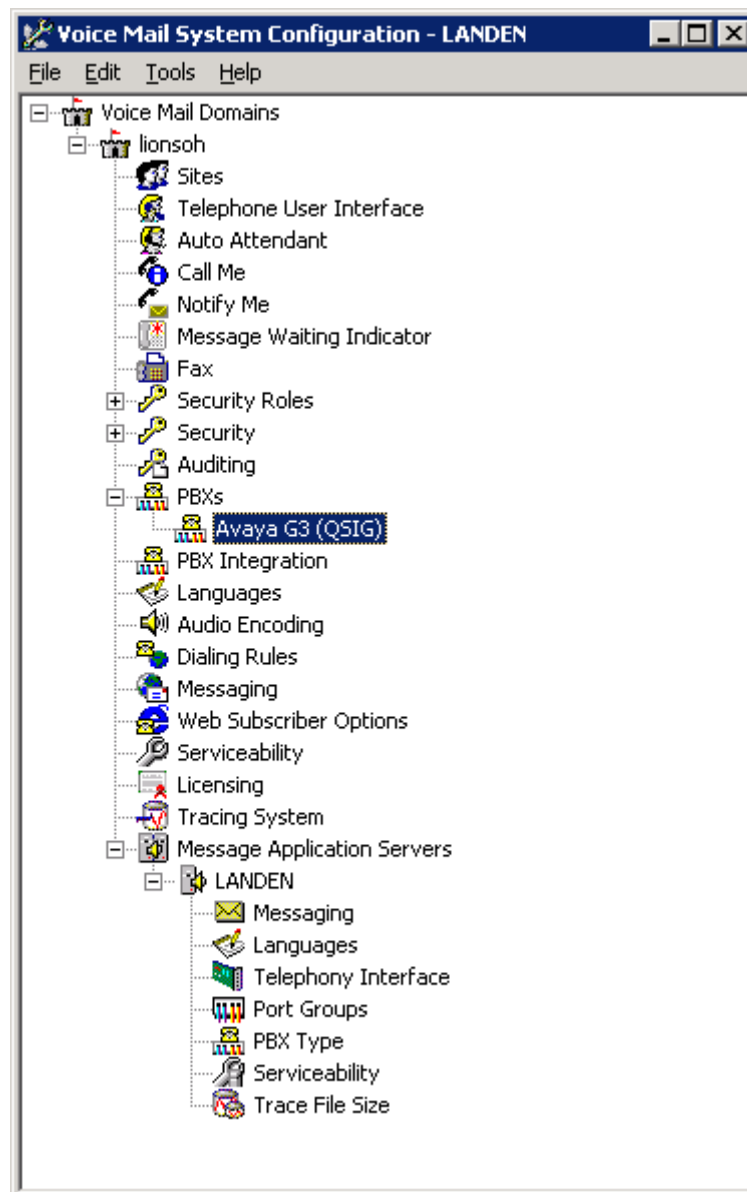 Voice Mail System Configuration - LANDEN
File Edit Tools Help
Voice Mail Domains
lionsoh
Sites
Telephone User Interface
Auto Attendant
Call Me
Notify Me
Message Waiting Indicator
Fax
Security Roles
Security
Auditing
PBXs
Avaya G3 (QSIG)
PBX Integration
Languages
Audio Encoding
Dialing Rules
Messaging
Web Subscriber Options
Serviceability
Licensing
Tracing System
Message Application Servers
LANDEN
Messaging
Languages
Telephony Interface
Port Groups
PBX Type
Serviceability
Trace File Size